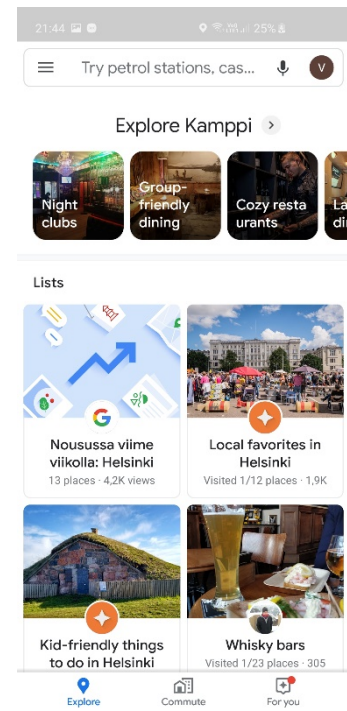 21:44 25%
Try petrol stations, cas...
V
Explore Kamppi
Night
clubs
Group-
friendly
dining
Cozy resta
urants
La
di
Lists
G
Nousussa viime
viikolla: Helsinki
13 places · 4,2K views
Local favorites in
Helsinki
Visited 1/12 places · 1,9K
Kid-friendly things
to do in Helsinki
Whisky bars
Visited 1/23 places · 305
Explore
Commute
For you